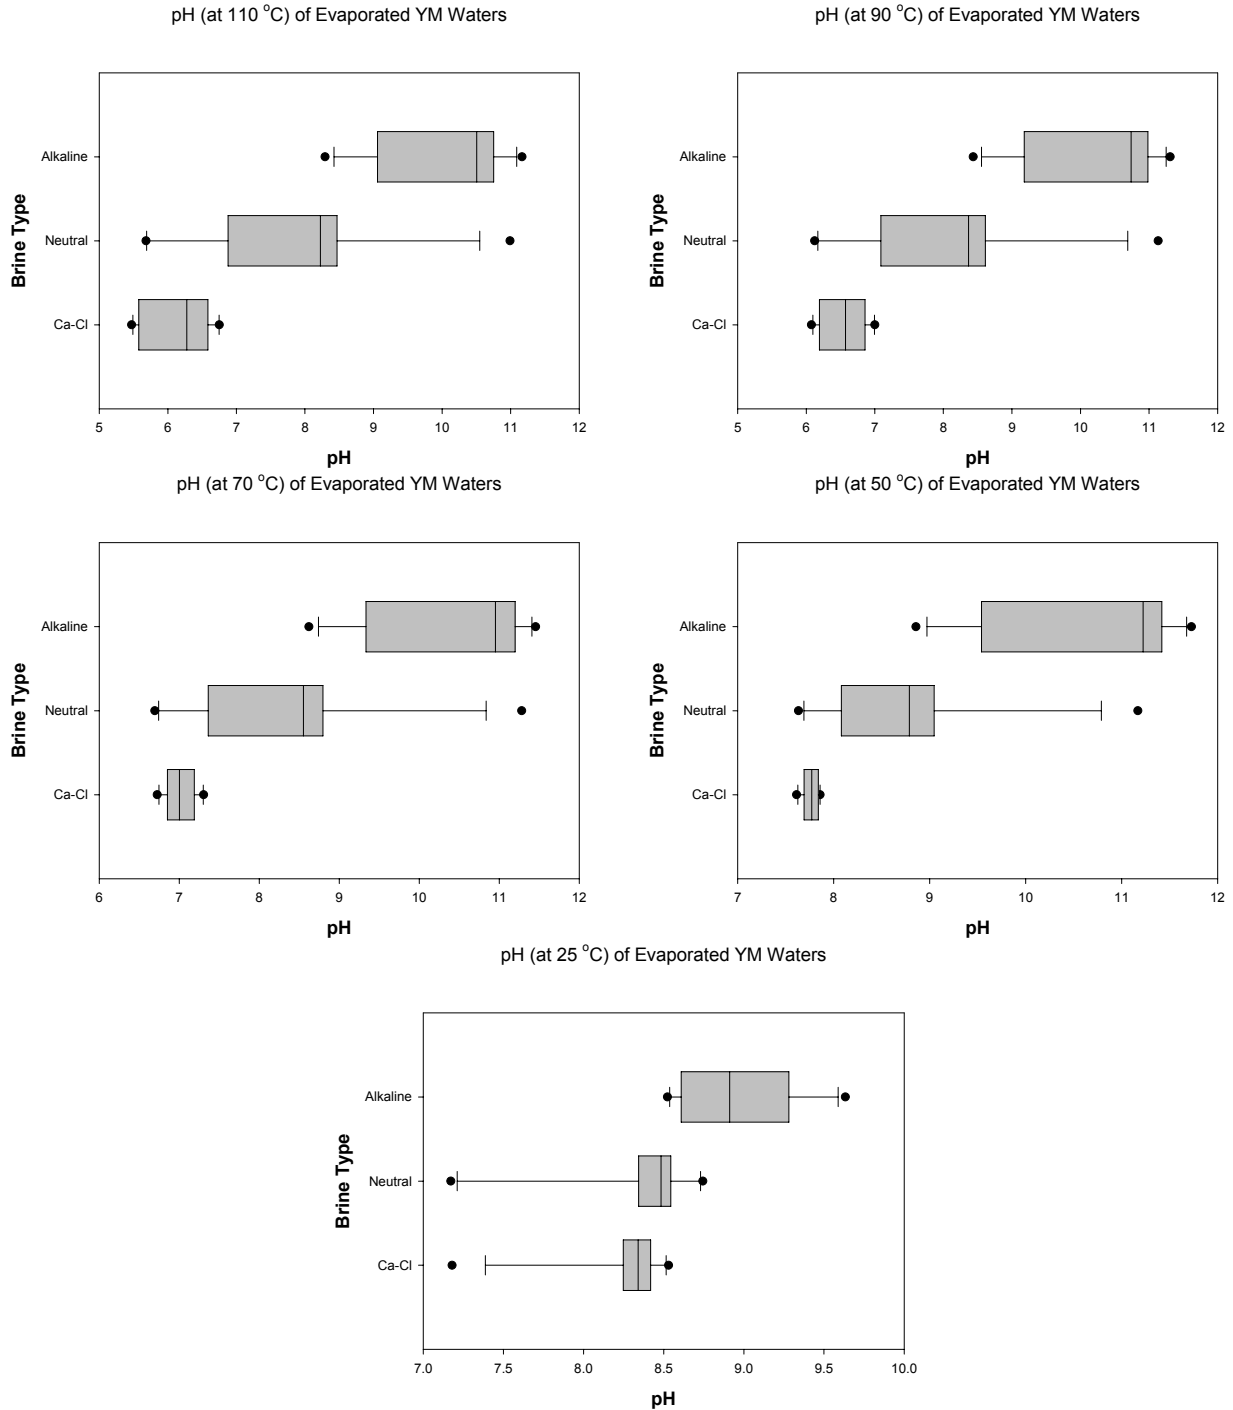 pH (at 110 °C) of Evaporated YM Waters
Brine Type
Alkaline
Neutral
Ca-Cl
5 6 7 8 9 10 11 12
pH
pH (at 90 °C) of Evaporated YM Waters
Brine Type
Alkaline
Neutral
Ca-Cl
5 6 7 8 9 10 11 12
pH
pH (at 70 °C) of Evaporated YM Waters
Brine Type
Alkaline
Neutral
Ca-Cl
6 7 8 9 10 11 12
pH
pH (at 50 °C) of Evaporated YM Waters
Brine Type
Alkaline
Neutral
Ca-Cl
7 8 9 10 11 12
pH
pH (at 25 °C) of Evaporated YM Waters
Brine Type
Alkaline
Neutral
Ca-Cl
7.0 7.5 8.0 8.5 9.0 9.5 10.0
pH